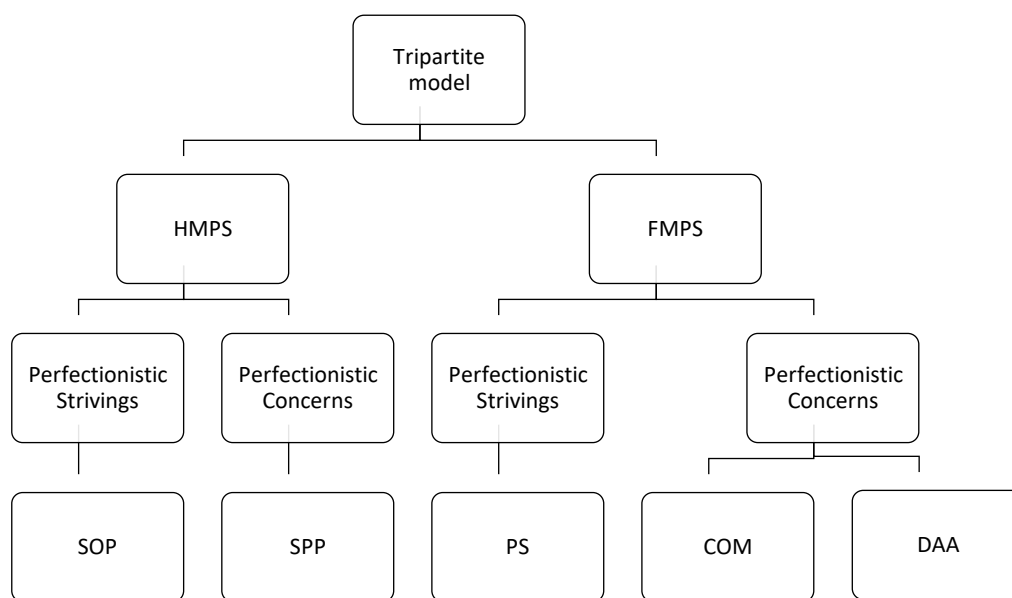 Tripartite
model
HMPS
FMPS
Perfectionistic
Strivings
Perfectionistic
Concerns
Perfectionistic
Strivings
Perfectionistic
Concerns
SOP
SPP
PS
COM
DAA